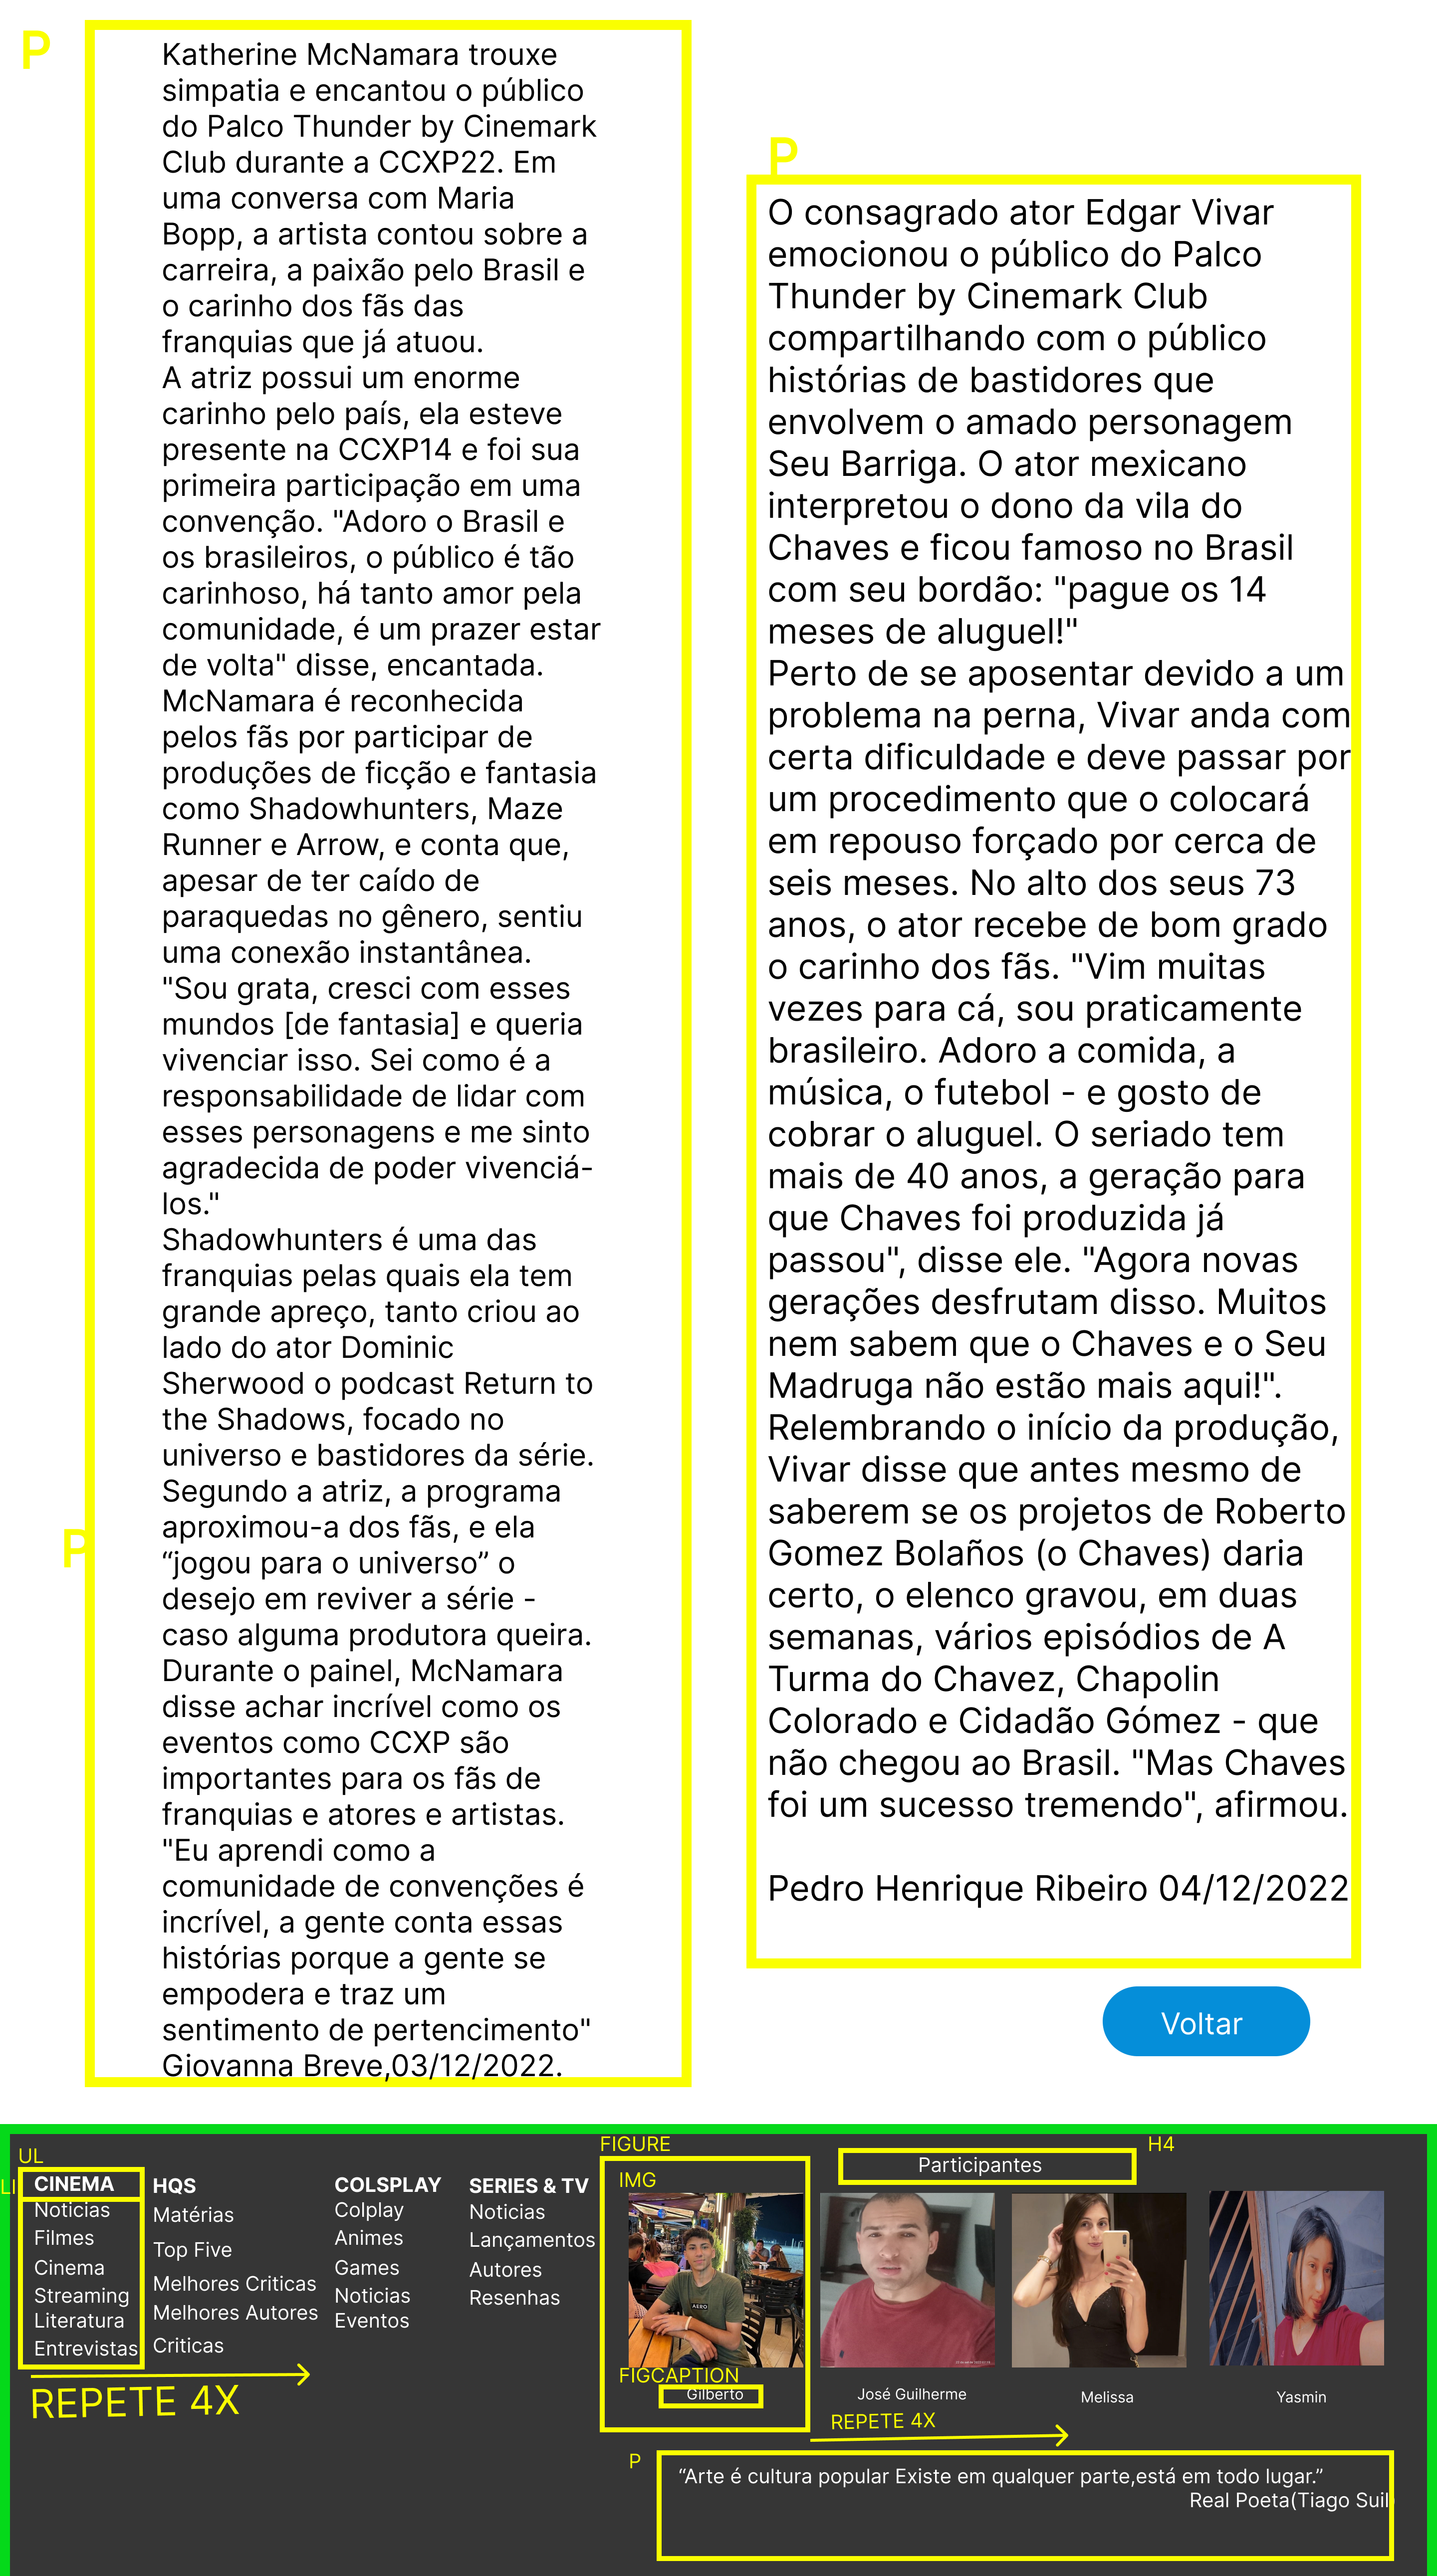 P
Katherine McNamara trouxe
simpatia e encantou o público
do Palco Thunder by Cinemark
Club durante a CCXP22. Em
uma conversa com Maria
Bopp, a artista contou sobre a
carreira, a paixão pelo Brasil e
o carinho dos fãs das
franquias que já atuou.
A atriz possui um enorme
carinho pelo país, ela esteve
presente na CCXP14 e foi sua
primeira participação em uma
convenção. "Adoro o Brasil e
os brasileiros, o público é tão
carinhoso, há tanto amor pela
comunidade, é um prazer estar
de volta" disse, encantada.
McNamara é reconhecida
pelos fãs por participar de
produções de ficção e fantasia
como Shadowhunters, Maze
Runner e Arrow, e conta que,
apesar de ter caído de
paraquedas no gênero, sentiu
uma conexão instantânea.
"Sou grata, cresci com esses
mundos [de fantasia] e queria
vivenciar isso. Sei como é a
responsabilidade de lidar com
esses personagens e me sinto
agradecida de poder vivenciá-
los."
Shadowhunters é uma das
franquias pelas quais ela tem
grande apreço, tanto criou ao
lado do ator Dominic
Sherwood o podcast Return to
the Shadows, focado no
universo e bastidores da série.
Segundo a atriz, a programa
aproximou-a dos fãs, e ela
P
“jogou para o universo” o
desejo em reviver a série -
caso alguma produtora queira.
Durante o painel, McNamara
disse achar incrível como os
eventos como CCXP são
importantes para os fãs de
franquias e atores e artistas.
"Eu aprendi como a
comunidade de convenções é
incrível, a gente conta essas
histórias porque a gente se
empodera e traz um
sentimento de pertencimento"
Giovanna Breve,03/12/2022.
P
O consagrado ator Edgar Vivar
emocionou o público do Palco
Thunder by Cinemark Club
compartilhando com o público
histórias de bastidores que
envolvem o amado personagem
Seu Barriga. O ator mexicano
interpretou o dono da vila do
Chaves e ficou famoso no Brasil
com seu bordão: "pague os 14
meses de aluguel!"
Perto de se aposentar devido a um
problema na perna, Vivar anda com
certa dificuldade e deve passar por
um procedimento que o colocará
em repouso forçado por cerca de
seis meses. No alto dos seus 73
anos, o ator recebe de bom grado
o carinho dos fãs. "Vim muitas
vezes para cá, sou praticamente
brasileiro. Adoro a comida, a
música, o futebol - e gosto de
cobrar o aluguel. O seriado tem
mais de 40 anos, a geração para
que Chaves foi produzida já
passou", disse ele. "Agora novas
gerações desfrutam disso. Muitos
nem sabem que o Chaves e o Seu
Madruga não estão mais aqui!".
Relembrando o início da produção,
Vivar disse que antes mesmo de
saberem se os projetos de Roberto
Gomez Bolaños (o Chaves) daria
certo, o elenco gravou, em duas
semanas, vários episódios de A
Turma do Chavez, Chapolin
Colorado e Cidadão Gómez - que
não chegou ao Brasil. "Mas Chaves
foi um sucesso tremendo", afirmou.
Pedro Henrique Ribeiro 04/12/2022
Voltar
UL
LI
CINEMA
Noticias
Filmes
Cinema
Streaming
Literatura
Entrevistas
HQS
Matérias
Top Five
Melhores Criticas
Melhores Autores
Criticas
COLSPLAY
Colplay
Animes
Games
Noticias
Eventos
SERIES & TV
Noticias
Lançamentos
Autores
Resenhas
REPETE 4X
FIGURE
IMG
FIGCAPTION
Gilberto
Participantes
H4
José Guilherme
Melissa
Yasmin
REPETE 4X
P
“Arte é cultura popular Existe em qualquer parte,está em todo lugar.”
Real Poeta(Tiago Suil)